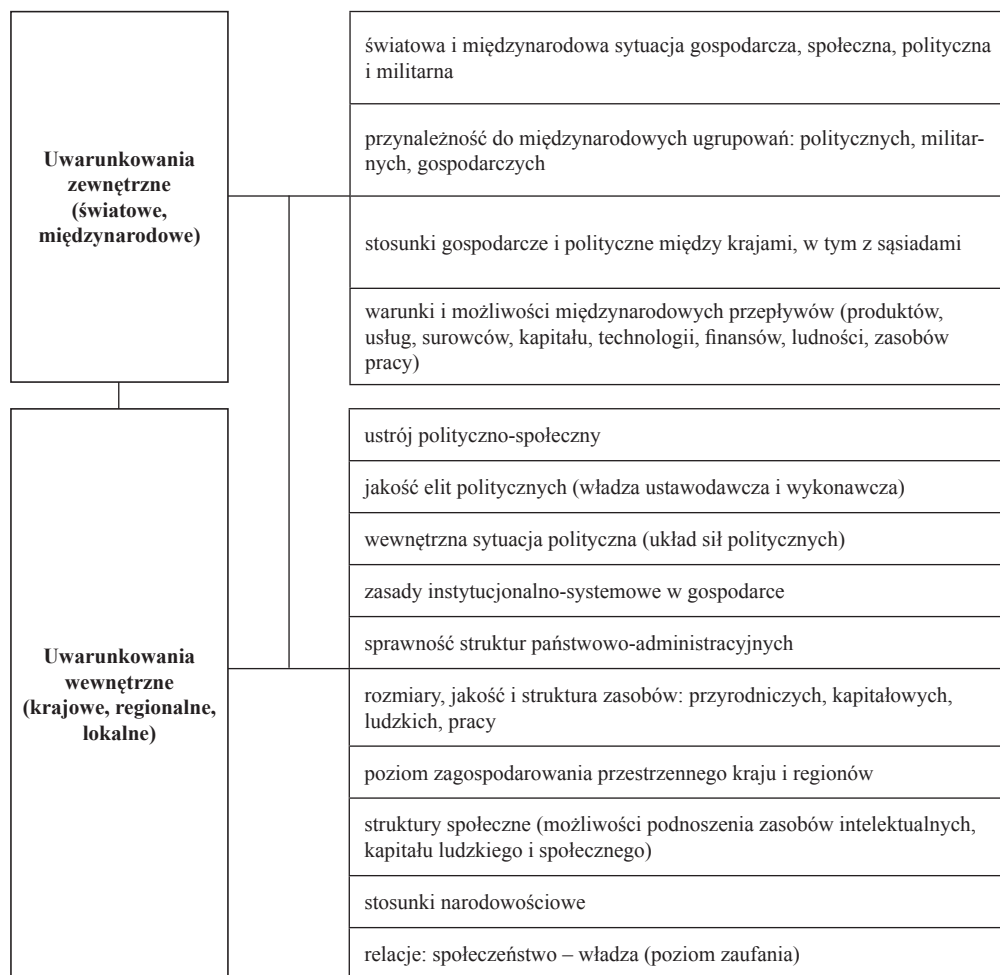 Uwarunkowania
zewnętrzne
(światowe,
międzynarodowe)
światowa i międzynarodowa sytuacja gospodarcza, społeczna, polityczna
i militarna
przynależność do międzynarodowych ugrupowań: politycznych, militar-
nych, gospodarczych
stosunki gospodarcze i polityczne między krajami, w tym z sąsiadami
warunki i możliwości międzynarodowych przepływów (produktów,
usług, surowców, kapitału, technologii, finansów, ludności, zasobów
pracy)
Uwarunkowania
wewnętrzne
(krajowe, regionalne,
lokalne)
ustrój polityczno-społeczny
jakość elit politycznych (władza ustawodawcza i wykonawcza)
wewnętrzna sytuacja polityczna (układ sił politycznych)
zasady instytucjonalno-systemowe w gospodarce
sprawność struktur państwowo-administracyjnych
rozmiary, jakość i struktura zasobów: przyrodniczych, kapitałowych,
ludzkich, pracy
poziom zagospodarowania przestrzennego kraju i regionów
struktury społeczne (możliwości podnoszenia zasobów intelektualnych,
kapitału ludzkiego i społecznego)
stosunki narodowościowe
relacje: społeczeństwo – władza (poziom zaufania)